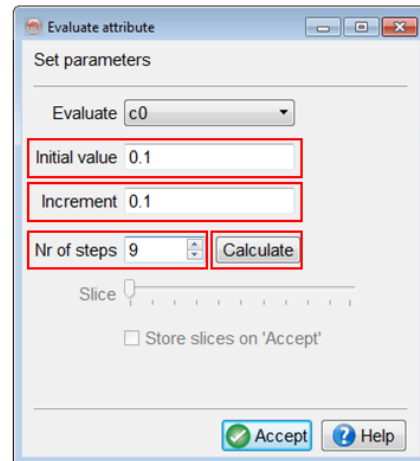 Evaluate attribute
Set parameters
Evaluate c0
Initial value 0.1
Increment 0.1
Nr of steps 9 Calculate
Slice
Store slices on 'Accept'
Accept Help